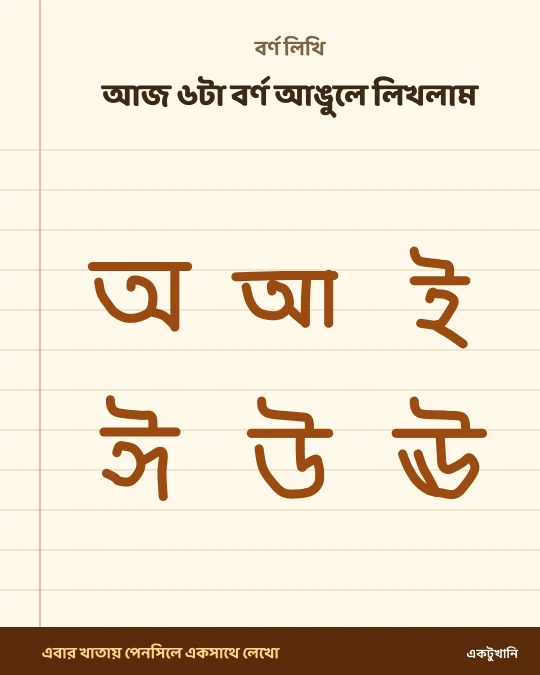 বর্ণ লিখি
আজ ৬টা বর্ণ আঙুলে লিখলাম
অ আ ই
ঈ উ ঊ
এবার খাতায় পেনসিলে একসাথে লেখো
একটুখানি